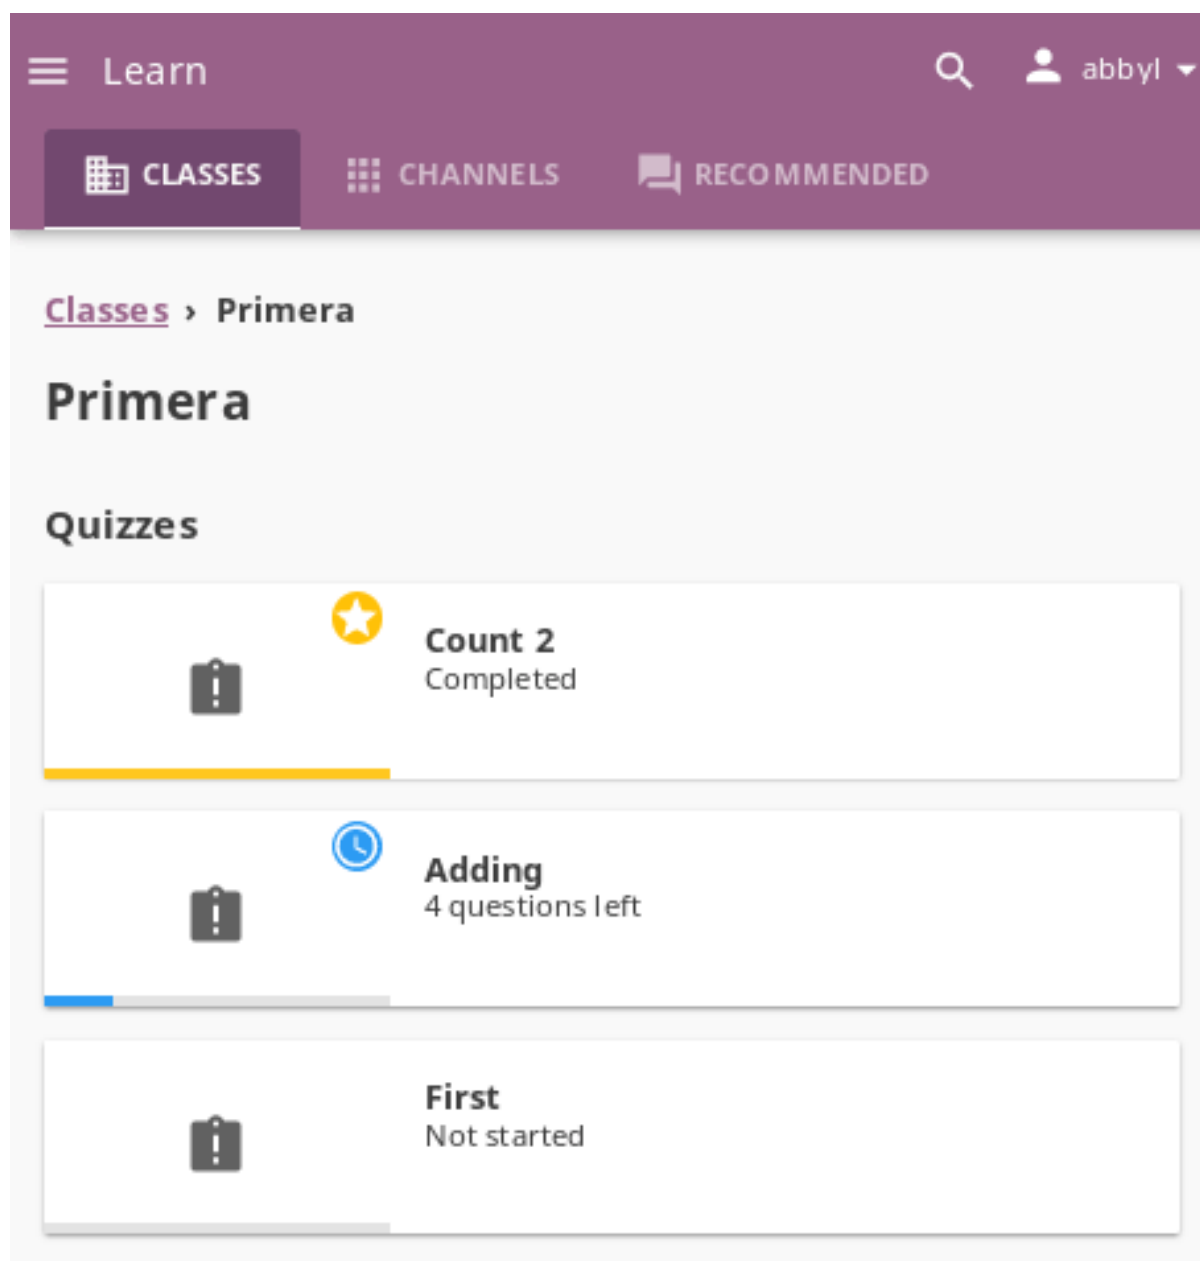 Learn
abbyl
CLASSES CHANNELS RECOMMENDED
Classes › Primera
Primera
Quizzes
Count 2
Completed
Adding
4 questions left
First
Not started